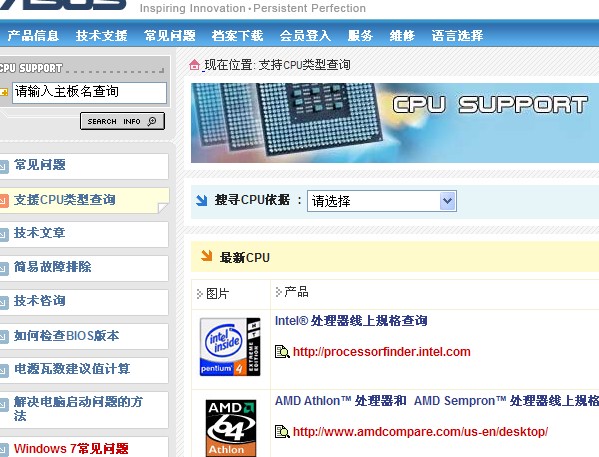 ASUS
Inspiring Innovation · Persistent Perfection
产品信息 技术支援 常见问题 档案下载 会员登入 服务 维修 语言选择
CPU SUPPORT
请输入主板名查询
SEARCH INFO
常见问题
支援CPU类型查询
技术文章
简易故障排除
技术咨询
如何检查BIOS版本
电源瓦数建议值计算
解决电脑启动问题的方
法
Windows 7常见问题
现在位置: 支持CPU类型查询
CPU SUPPORT
搜寻CPU依据 : 请选择
最新CPU
图片 产品
intel inside
pentium 4
HT
EXTREME EDITION
Intel® 处理器线上规格查询
http://processorfinder.intel.com
AMD
64
Athlon
AMD Athlon™ 处理器和 AMD Sempron™ 处理器线上规格
http://www.amdcompare.com/us-en/desktop/